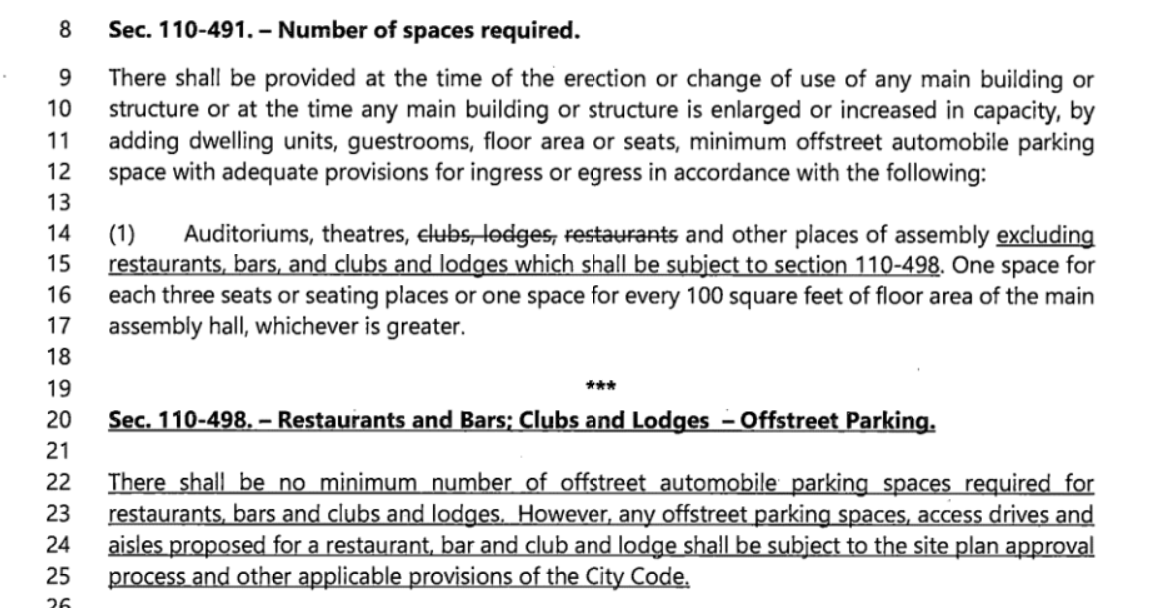 8 Sec. 110-491. – Number of spaces required.
9 There shall be provided at the time of the erection or change of use of any main building or
10 structure or at the time any main building or structure is enlarged or increased in capacity, by
11 adding dwelling units, guestrooms, floor area or seats, minimum offstreet automobile parking
12 space with adequate provisions for ingress or egress in accordance with the following:
13
14 (1) Auditoriums, theatres, clubs, lodges, restaurants and other places of assembly excluding
15 restaurants, bars, and clubs and lodges which shall be subject to section 110-498. One space for
16 each three seats or seating places or one space for every 100 square feet of floor area of the main
17 assembly hall, whichever is greater.
18
19 ***
20 Sec. 110-498. – Restaurants and Bars; Clubs and Lodges – Offstreet Parking.
21
22 There shall be no minimum number of offstreet automobile parking spaces required for
23 restaurants, bars and clubs and lodges. However, any offstreet parking spaces, access drives and
24 aisles proposed for a restaurant, bar and club and lodge shall be subject to the site plan approval
25 process and other applicable provisions of the City Code.
26